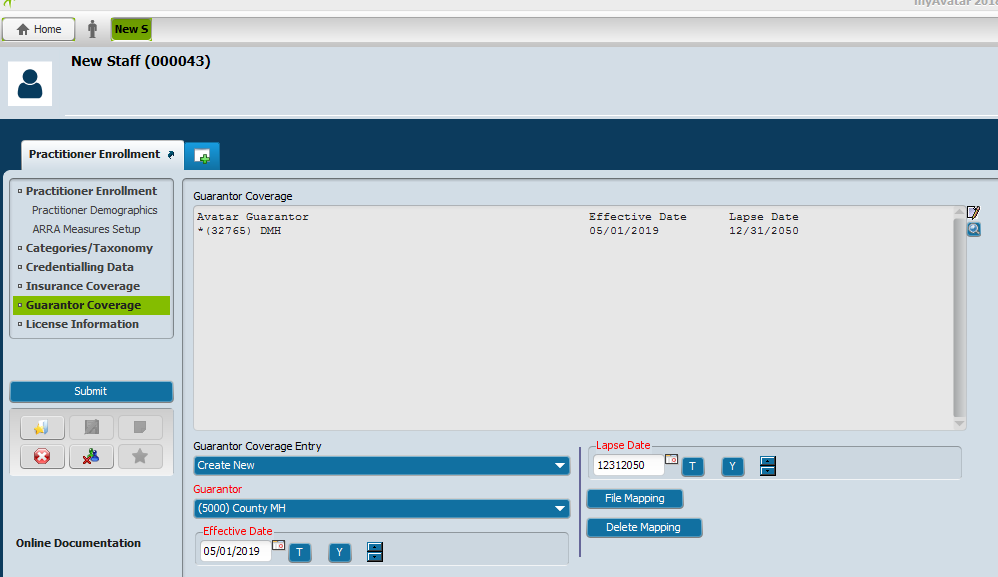 myAvatar 2018
Home
New S
New Staff (000043)
Practitioner Enrollment
Practitioner Enrollment
Practitioner Demographics
ARRA Measures Setup
Categories/Taxonomy
Credentialling Data
Insurance Coverage
Guarantor Coverage
License Information
Submit
Online Documentation
Guarantor Coverage
Avatar Guarantor Effective Date Lapse Date
*(32765) DMH 05/01/2019 12/31/2050
Guarantor Coverage Entry
Create New
Guarantor
(5000) County MH
Effective Date
05/01/2019 T Y
Lapse Date
12312050 T Y
File Mapping
Delete Mapping